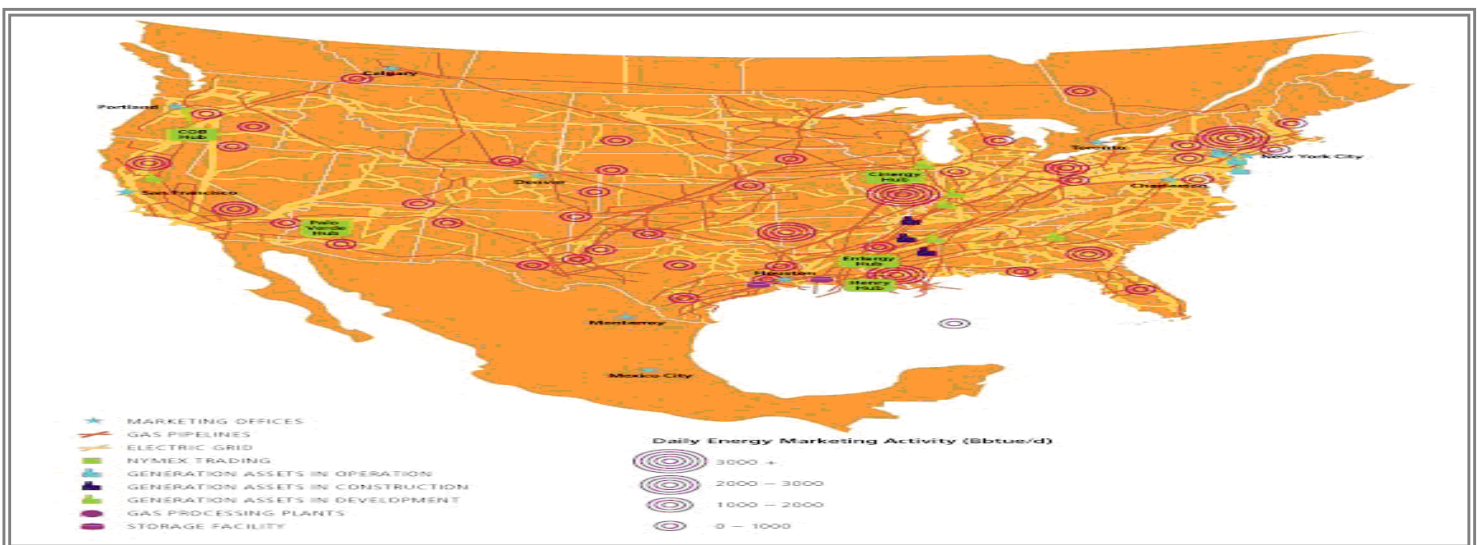 Calgary
Portland
COB
Hub
Toronto
New York City
Cinergy
Hub
Denver
Charleston
San Francisco
Palo
Verde
Hub
Entergy
Hub
Houston
Henry
Hub
Monterrey
Mexico City
MARKETING OFFICES
GAS PIPELINES
ELECTRIC GRID
NYMEX TRADING
GENERATION ASSETS IN OPERATION
GENERATION ASSETS IN CONSTRUCTION
GENERATION ASSETS IN DEVELOPMENT
GAS PROCESSING PLANTS
STORAGE FACILITY
Daily Energy Marketing Activity (Bbtue/d)
3000 +
2000 – 3000
1000 – 2000
0 – 1000